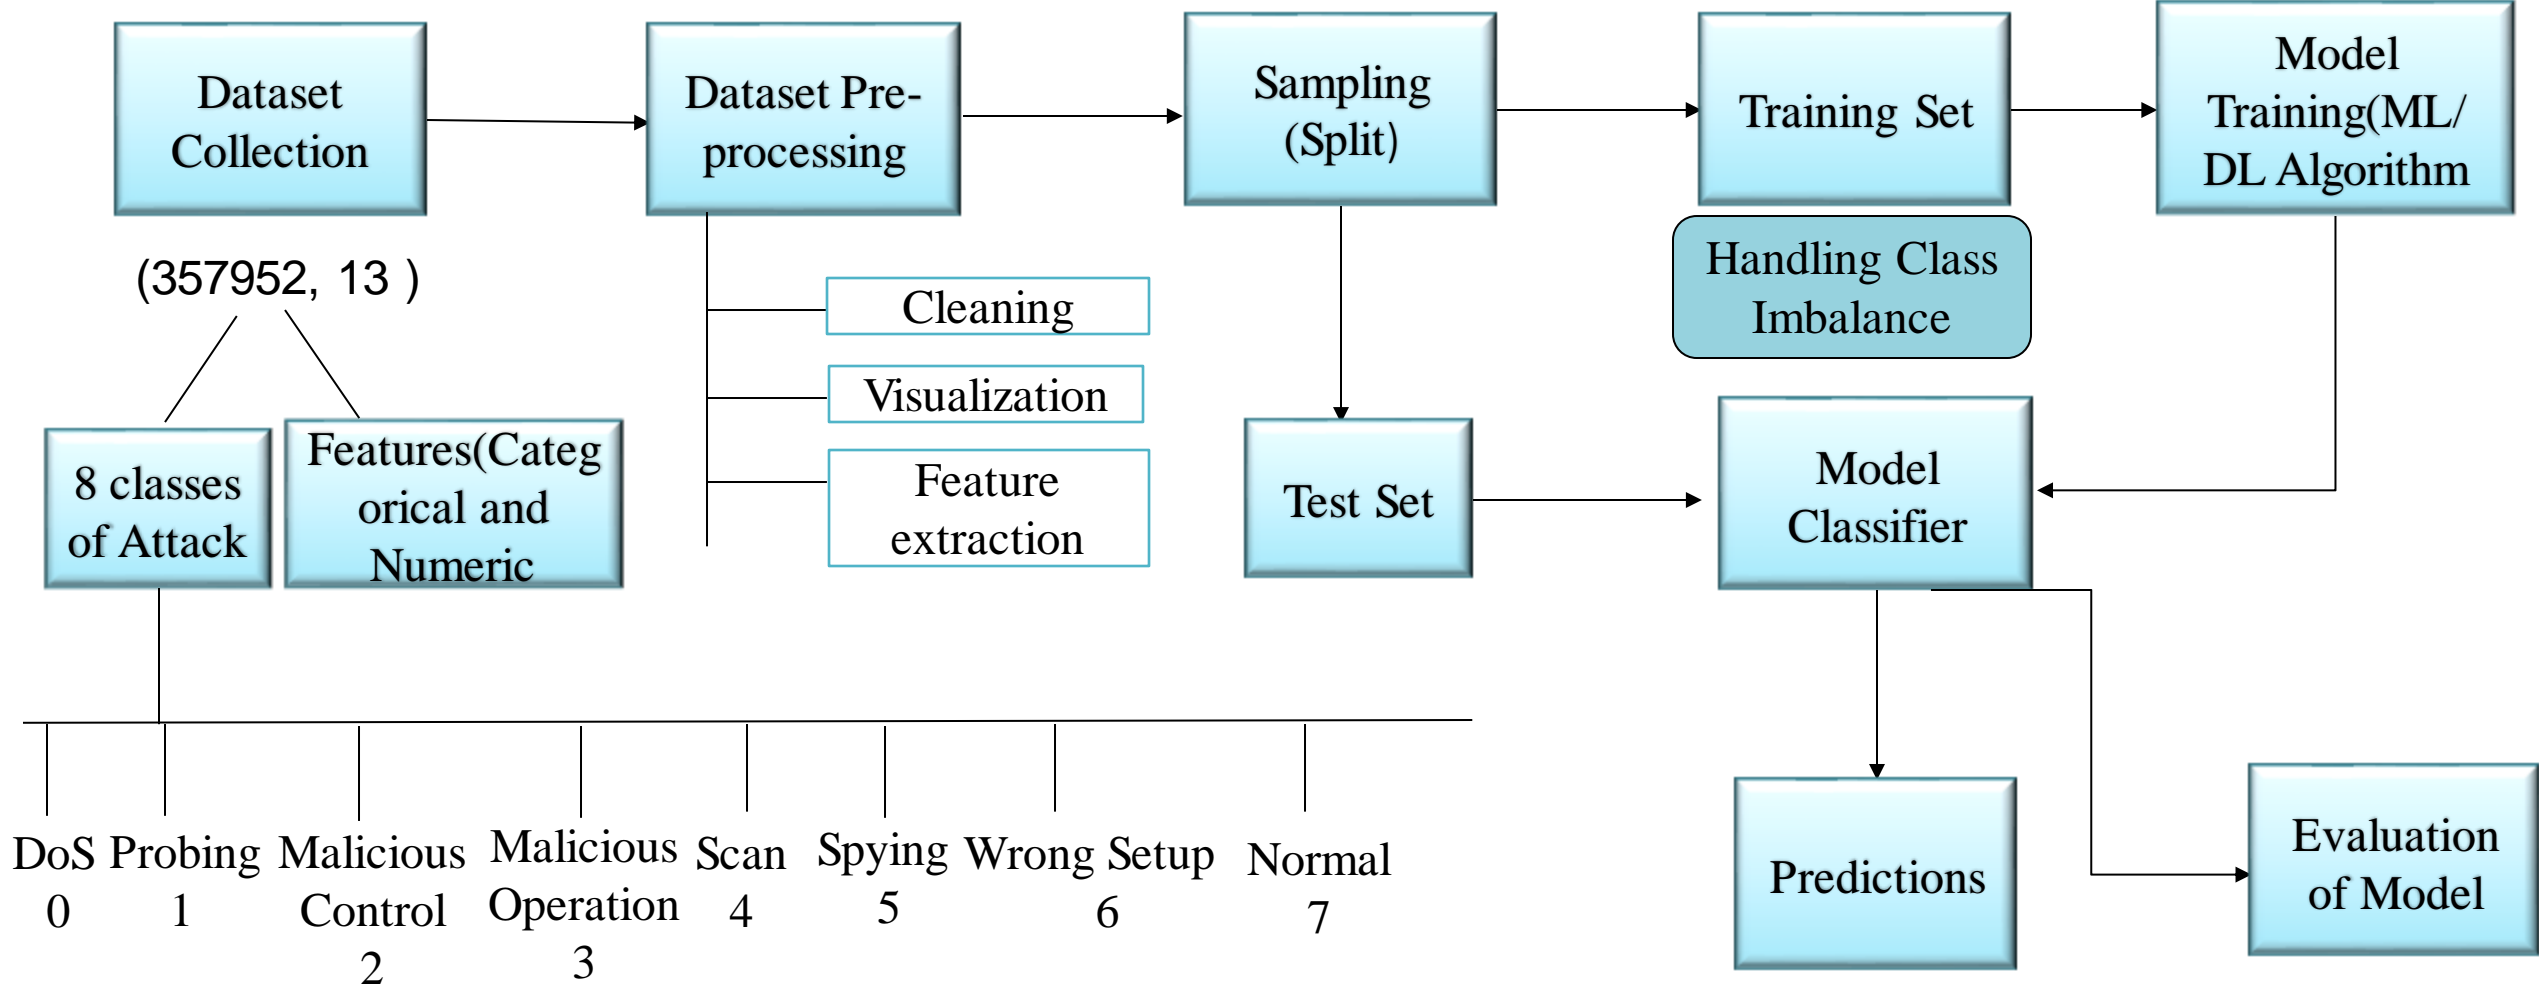 Dataset
Collection
Dataset Pre-
processing
Sampling
(Split)
Training Set
Model
Training(ML/
DL Algorithm
(357952, 13 )
Handling Class
Imbalance
Cleaning
Visualization
Feature
extraction
8 classes
of Attack
Features(Categ
orical and
Numeric
Test Set
Model
Classifier
DoS
0
Probing
1
Malicious
Control
2
Malicious
Operation
3
Scan
4
Spying
5
Wrong Setup
6
Normal
7
Predictions
Evaluation
of Model